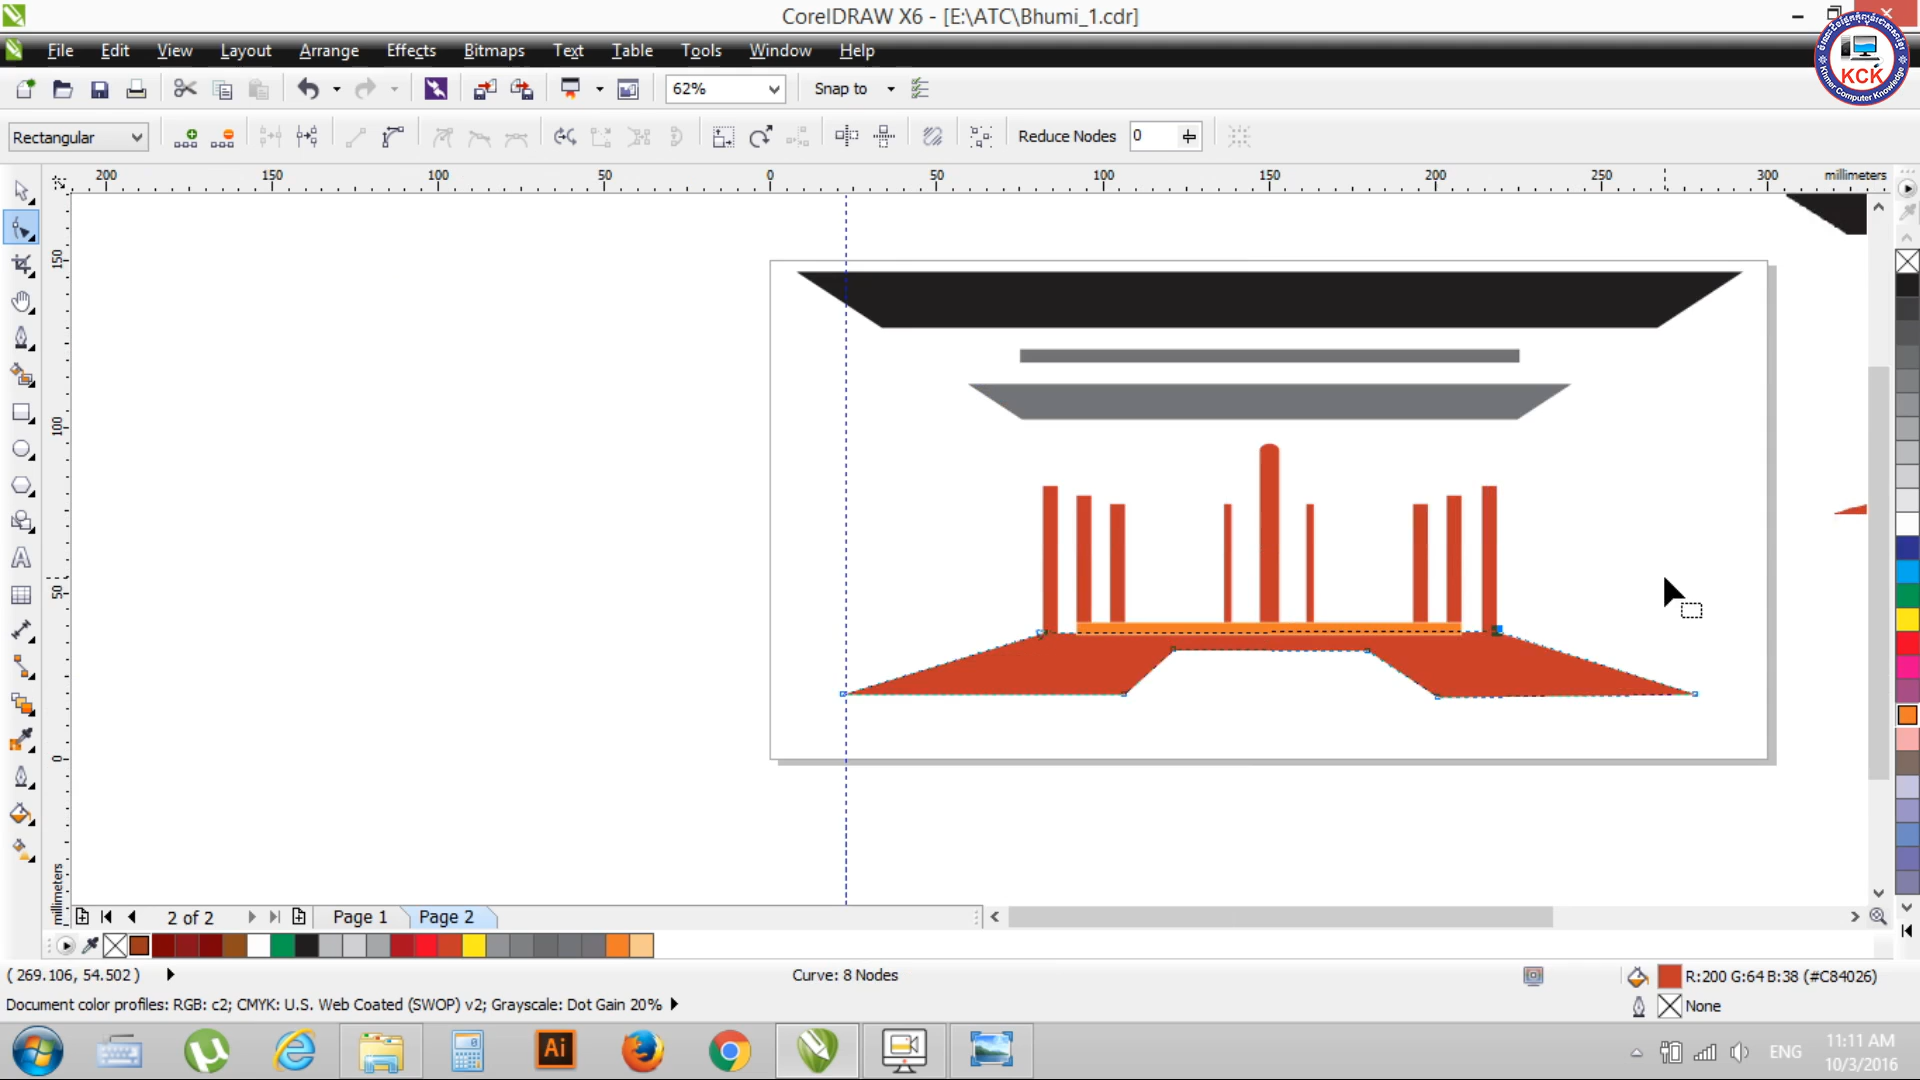 CorelDRAW X6 - [E:\ATC\Bhumi_1.cdr]
File Edit View Layout Arrange Effects Bitmaps Text Table Tools Window Help
62% Snap to
Rectangular Reduce Nodes 0
200 150 100 50 0 50 100 150 200 250 300 millimeters
150
100
50
0
millimeters
KCK
Khmer Computer Knowledge
2 of 2 Page 1 Page 2
( 269.106, 54.502 ) Curve: 8 Nodes R:200 G:64 B:38 (#C84026)
Document color profiles: RGB: c2; CMYK: U.S. Web Coated (SWOP) v2; Grayscale: Dot Gain 20% None
Ai ENG 11:11 AM
10/3/2016